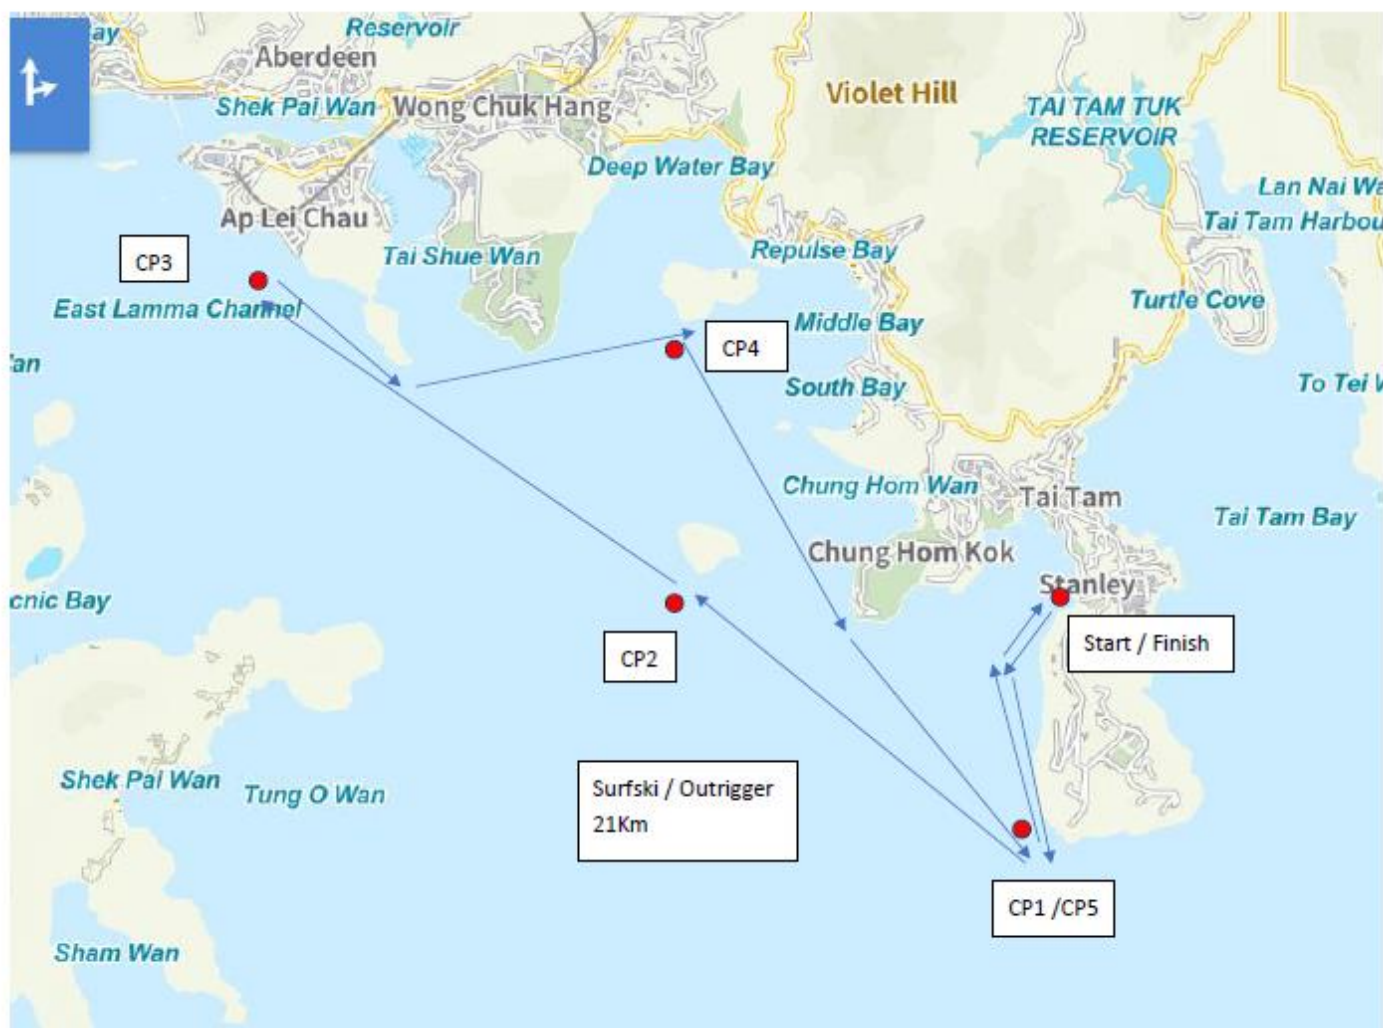 ay
Reservoir
Aberdeen
Shek Pai Wan
Wong Chuk Hang
Violet Hill
TAI TAM TUK
RESERVOIR
Deep Water Bay
Lan Nai Wa
Ap Lei Chau
Tai Tam Harbou
CP3
Tai Shue Wan
Repulse Bay
East Lamma Channel
Turtle Cove
Middle Bay
CP4
an
South Bay
To Tei W
Chung Hom Wan
Tai Tam
Tai Tam Bay
Chung Hom Kok
Stanley
cnic Bay
Start / Finish
CP2
Shek Pai Wan
Tung O Wan
Surfski / Outrigger
21Km
CP1 /CP5
Sham Wan